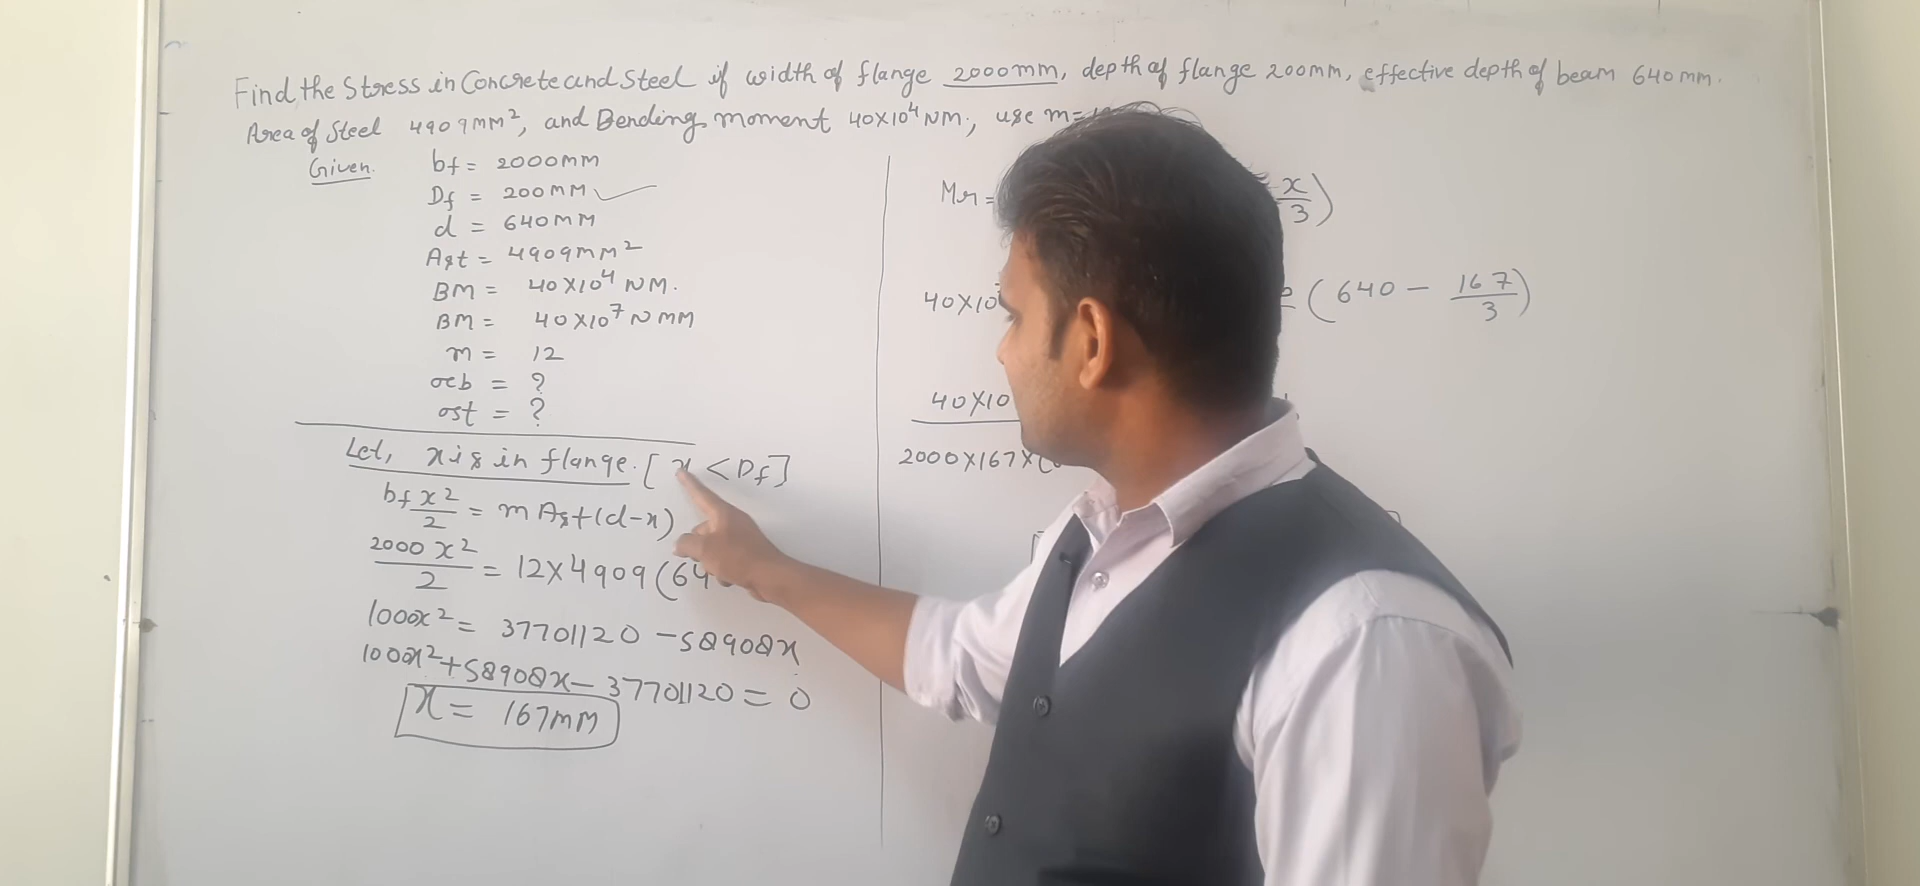 Find the Stress in Concrete and Steel if width of flange 2000mm, depth of flange 200mm, effective depth of beam 640mm.
Area of Steel 4909MM², and Bending moment 40X10⁴ NM., use m=
Given.
bf = 2000MM
Df = 200MM
d = 640MM
Ast = 4909MM²
BM = 40X10⁴ NM.
BM = 40X10⁷ NMM
m = 12
σcb = ?
σst = ?
Let, x is in flange. [x < Df]
bf x²/2 = m Ast (d-x)
2000 x²/2 = 12X4909 (640
1000x² = 37701120 - 58908x
1000x² + 58908x - 37701120 = 0
x = 167MM
Mr = x/3)
40X10 (640 - 167/3)
40X10
2000X167X(